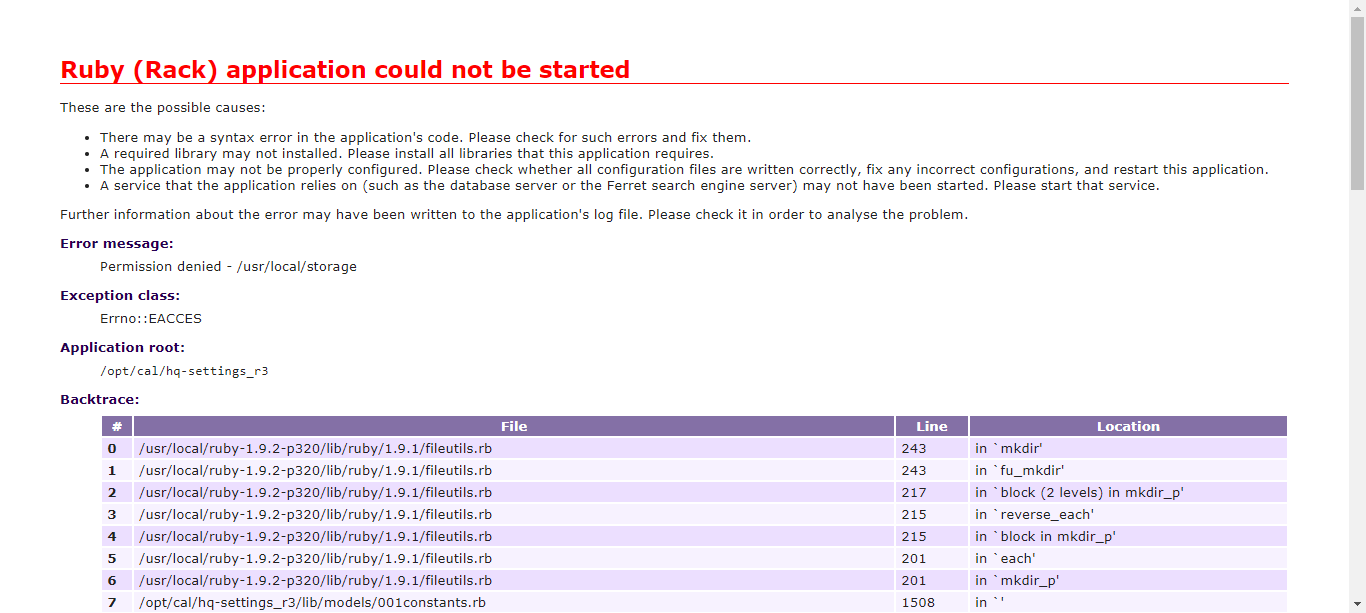 Ruby (Rack) application could not be started
These are the possible causes:
• There may be a syntax error in the application's code. Please check for such errors and fix them.
• A required library may not installed. Please install all libraries that this application requires.
• The application may not be properly configured. Please check whether all configuration files are written correctly, fix any incorrect configurations, and restart this application.
• A service that the application relies on (such as the database server or the Ferret search engine server) may not have been started. Please start that service.
Further information about the error may have been written to the application's log file. Please check it in order to analyse the problem.
Error message:
Permission denied - /usr/local/storage
Exception class:
Errno::EACCES
Application root:
/opt/cal/hq-settings_r3
Backtrace:
# File Line Location
0 /usr/local/ruby-1.9.2-p320/lib/ruby/1.9.1/fileutils.rb 243 in `mkdir'
1 /usr/local/ruby-1.9.2-p320/lib/ruby/1.9.1/fileutils.rb 243 in `fu_mkdir'
2 /usr/local/ruby-1.9.2-p320/lib/ruby/1.9.1/fileutils.rb 217 in `block (2 levels) in mkdir_p'
3 /usr/local/ruby-1.9.2-p320/lib/ruby/1.9.1/fileutils.rb 215 in `reverse_each'
4 /usr/local/ruby-1.9.2-p320/lib/ruby/1.9.1/fileutils.rb 215 in `block in mkdir_p'
5 /usr/local/ruby-1.9.2-p320/lib/ruby/1.9.1/fileutils.rb 201 in `each'
6 /usr/local/ruby-1.9.2-p320/lib/ruby/1.9.1/fileutils.rb 201 in `mkdir_p'
7 /opt/cal/hq-settings_r3/lib/models/001constants.rb 1508 in `'